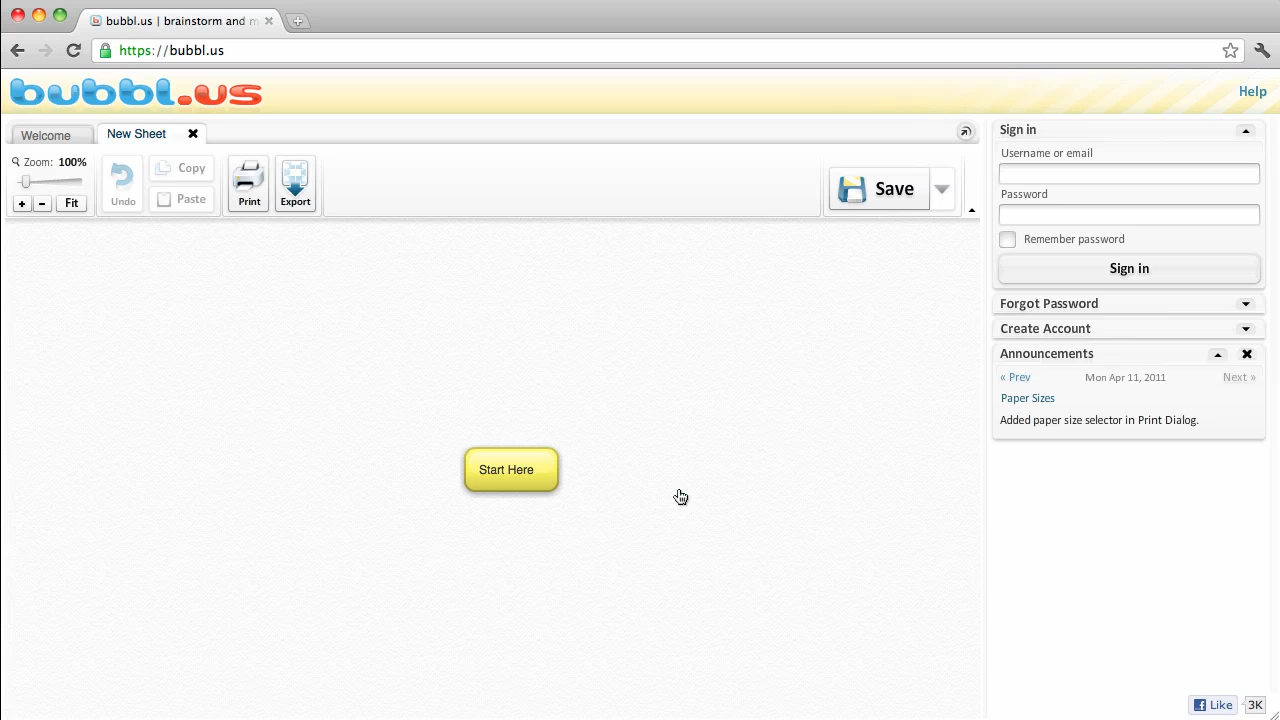 bubbl.us | brainstorm and m
https://bubbl.us
bubbl.us
Help
Welcome
New Sheet
Zoom: 100%
+ - Fit
Undo
Copy
Paste
Print
Export
Save
Start Here
Sign in
Username or email
Password
Remember password
Sign in
Forgot Password
Create Account
Announcements
« Prev
Mon Apr 11, 2011
Next »
Paper Sizes
Added paper size selector in Print Dialog.
Like
3K